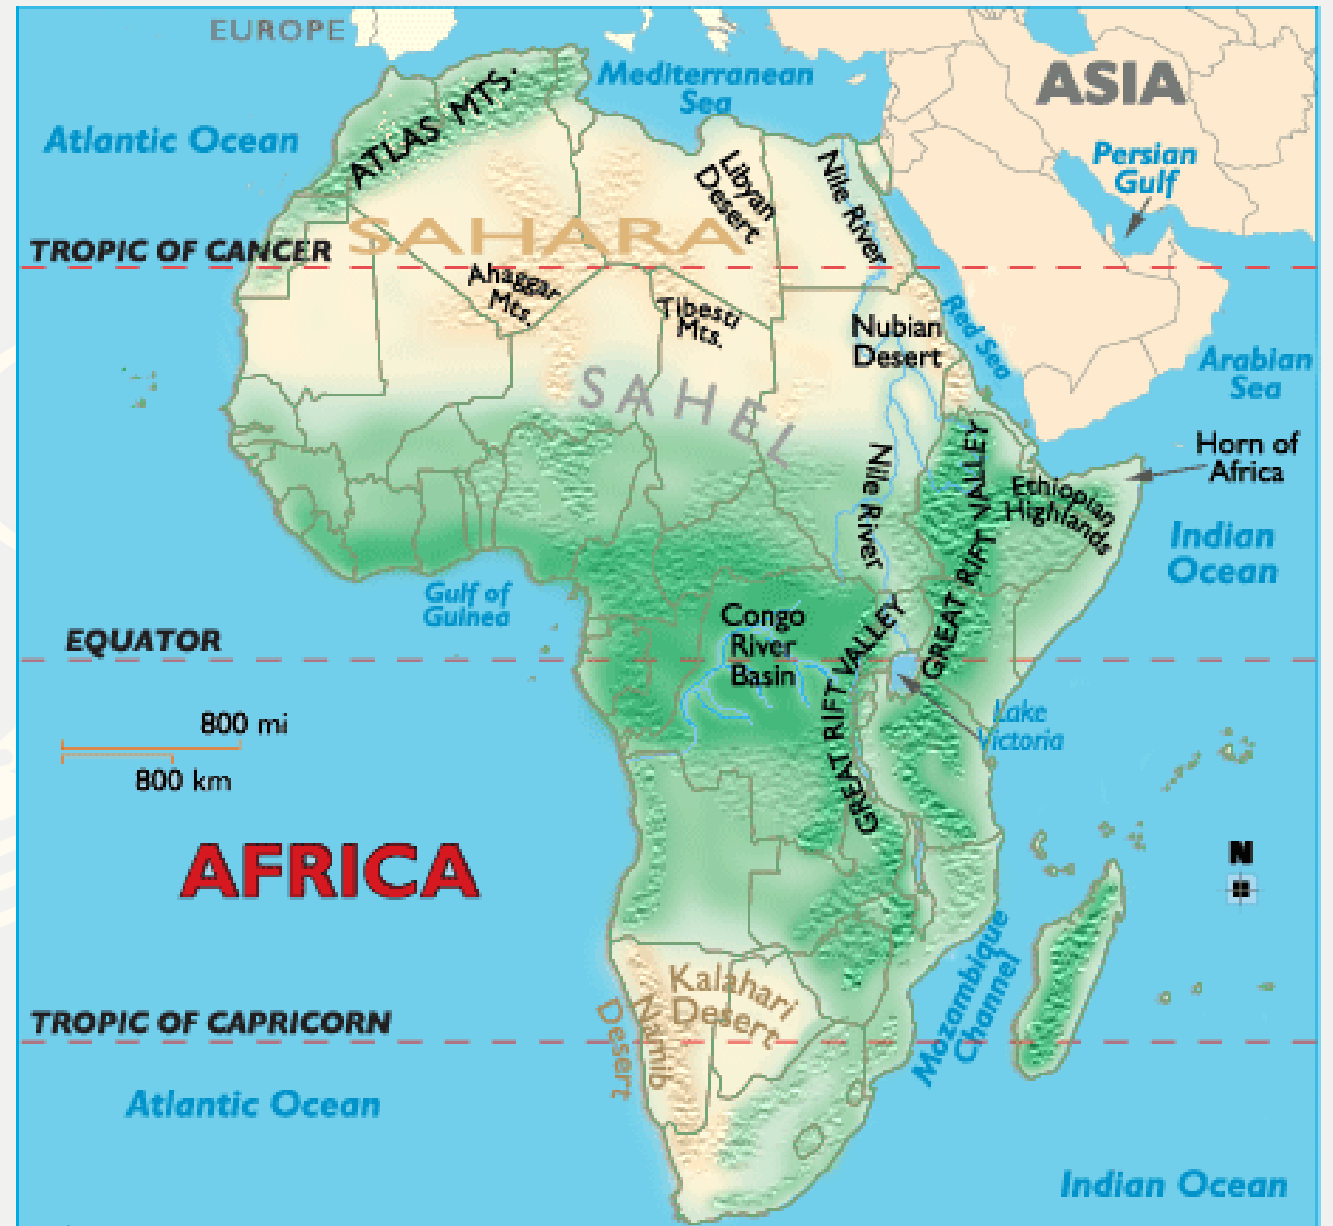 EUROPE
Mediterranean
Sea
ASIA
Atlantic Ocean
ATLAS MTS.
Persian
Gulf
Libyan
Desert
Nile River
SAHARA
TROPIC OF CANCER
Ahaggar
Mts.
Tibesti
Mts.
Nubian
Desert
Red Sea
Arabian
Sea
SAHEL
Horn of
Africa
Nile River
GREAT RIFT VALLEY
Ethiopian
Highlands
Indian
Ocean
Gulf of
Guinea
Congo
River
Basin
EQUATOR
GREAT RIFT VALLEY
Lake
Victoria
800 mi
800 km
AFRICA
N
Kalahari
Desert
Namib
Desert
Mozambique
Channel
TROPIC OF CAPRICORN
Atlantic Ocean
Indian Ocean